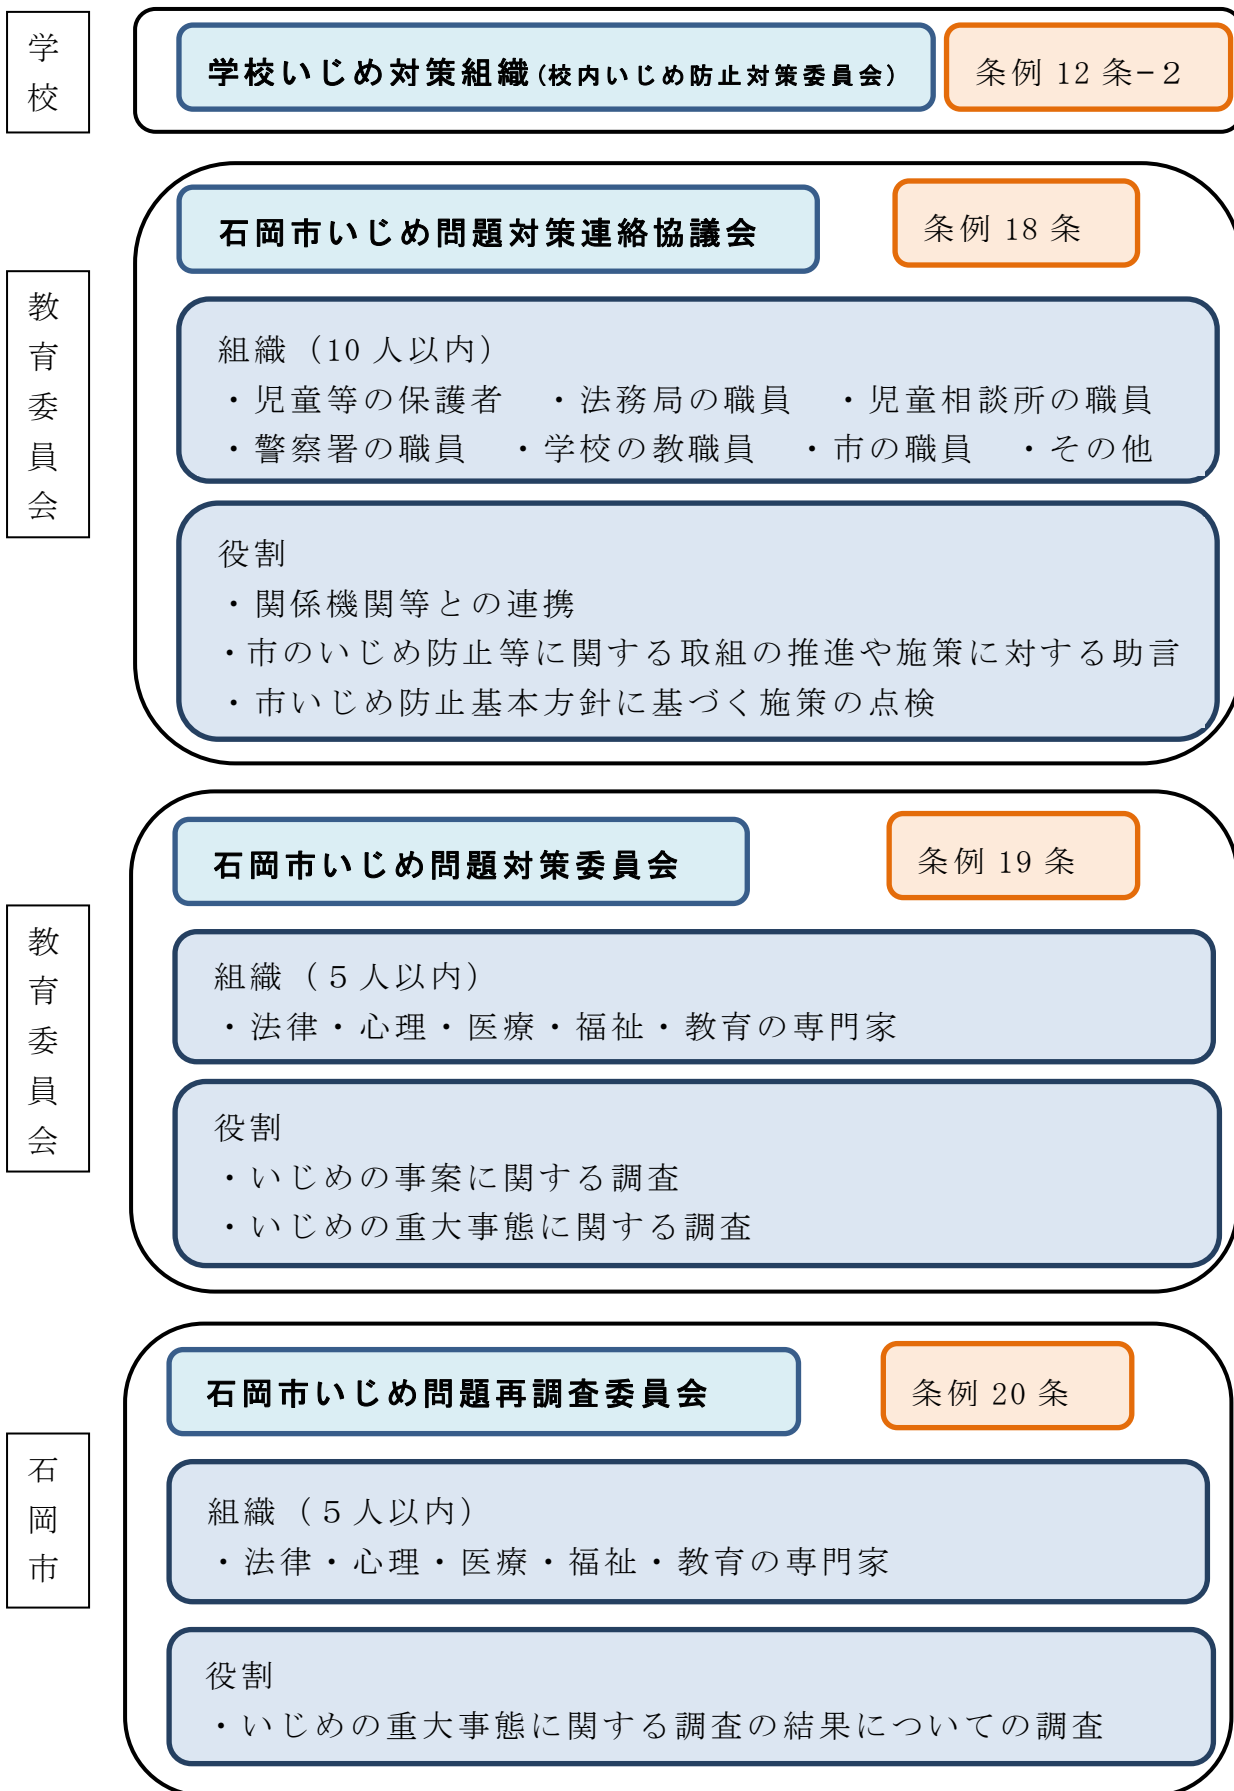 学校
学校いじめ対策組織(校内いじめ防止対策委員会)
条例 12 条−２
教育委員会
石岡市いじめ問題対策連絡協議会
条例 18 条
組織（10 人以内）
・児童等の保護者　・法務局の職員　・児童相談所の職員
・警察署の職員　・学校の教職員　・市の職員　・その他
役割
・関係機関等との連携
・市のいじめ防止等に関する取組の推進や施策に対する助言
・市いじめ防止基本方針に基づく施策の点検
教育委員会
石岡市いじめ問題対策委員会
条例 19 条
組織（５人以内）
・法律・心理・医療・福祉・教育の専門家
役割
・いじめの事案に関する調査
・いじめの重大事態に関する調査
石岡市
石岡市いじめ問題再調査委員会
条例 20 条
組織（５人以内）
・法律・心理・医療・福祉・教育の専門家
役割
・いじめの重大事態に関する調査の結果についての調査